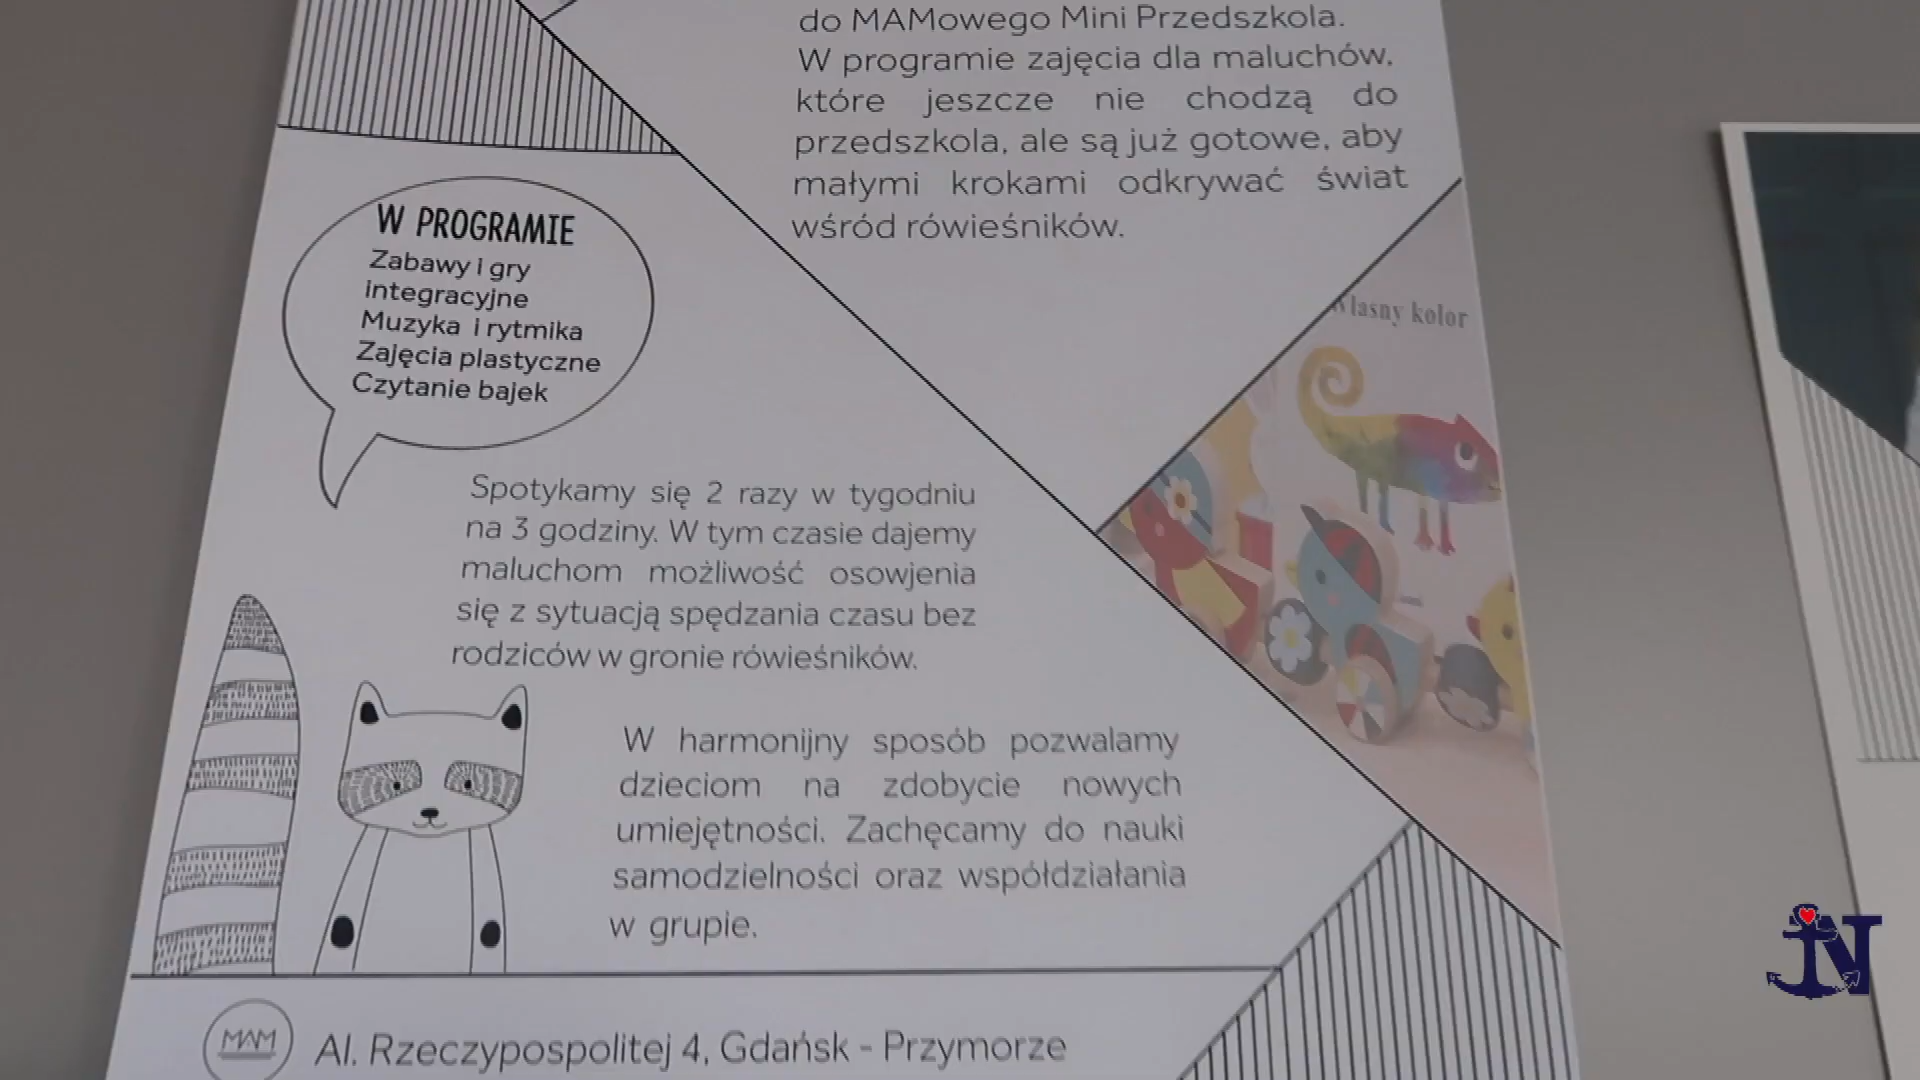 do MAMowego Mini Przedszkola.
W programie zajęcia dla maluchów,
które jeszcze nie chodzą do
przedszkola, ale są już gotowe, aby
małymi krokami odkrywać świat
wśród rówieśników.
W PROGRAMIE
Zabawy i gry
integracyjne
Muzyka i rytmika
Zajęcia plastyczne
Czytanie bajek
własny kolor
Spotykamy się 2 razy w tygodniu
na 3 godziny. W tym czasie dajemy
maluchom możliwość osowjenia
się z sytuacją spędzania czasu bez
rodziców w gronie rówieśników.
W harmonijny sposób pozwalamy
dzieciom na zdobycie nowych
umiejętności. Zachęcamy do nauki
samodzielności oraz współdziałania
w grupie.
MAM
Al. Rzeczypospolitej 4, Gdańsk - Przymorze
N